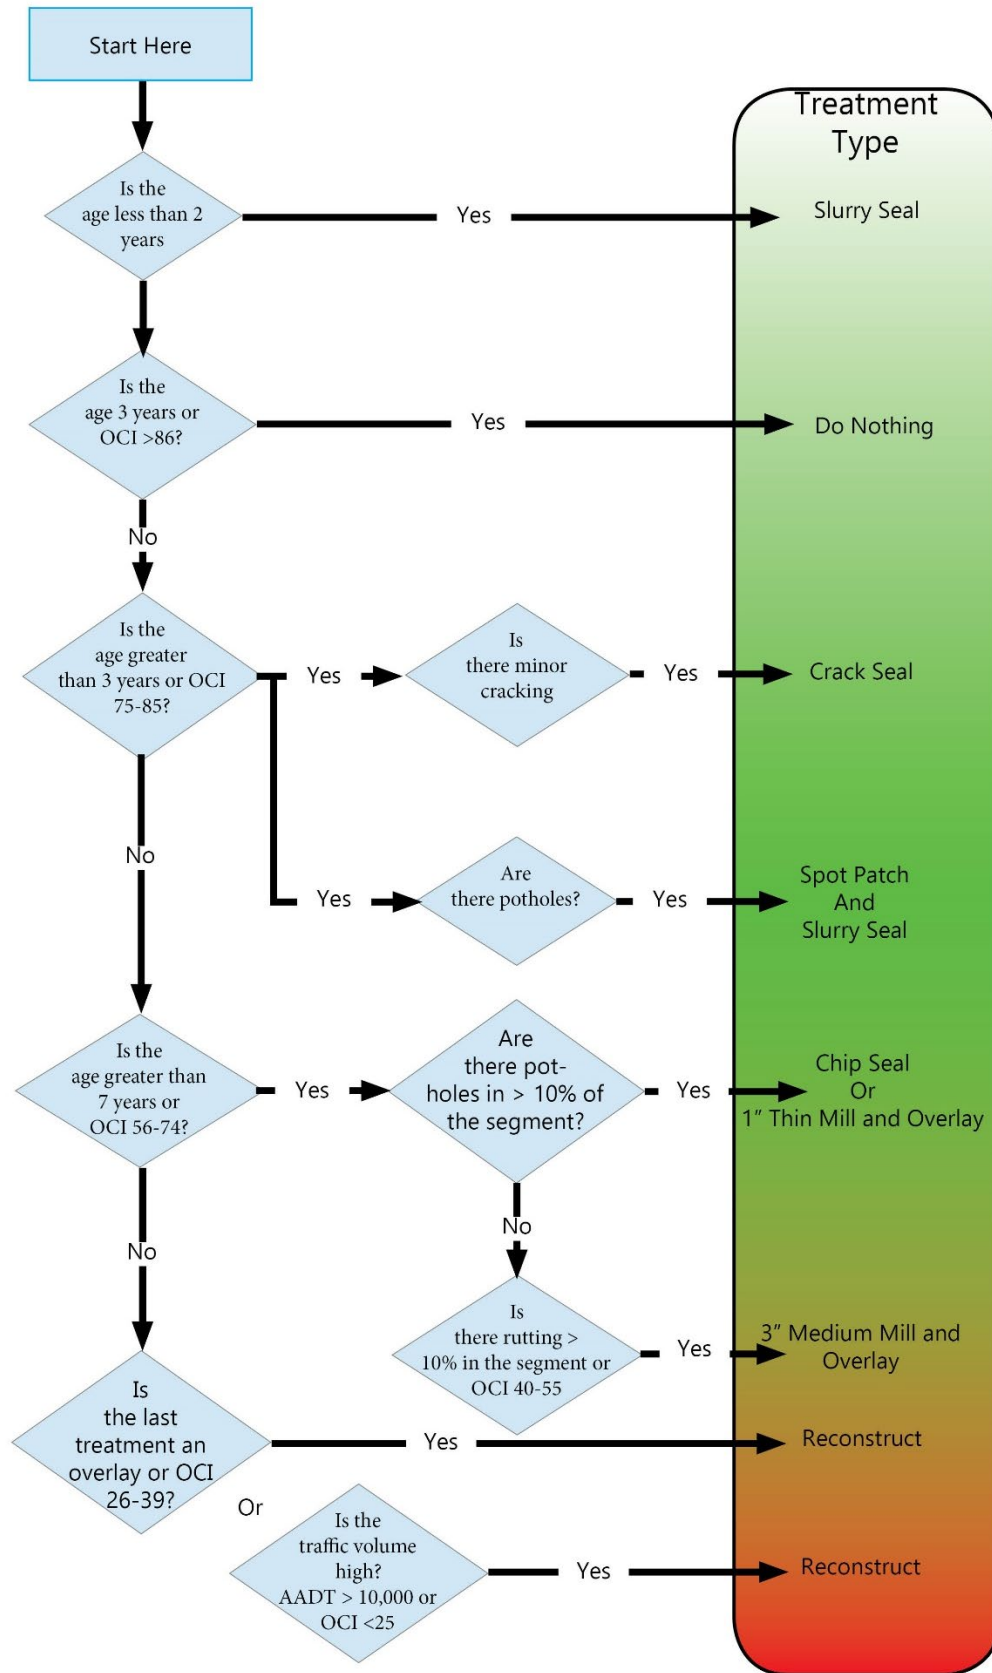 Start Here
Treatment
Type
Is the
age less than 2
years
Yes
Slurry Seal
Is the
age 3 years or
OCI >86?
Yes
Do Nothing
No
Is the
age greater
than 3 years or OCI
75-85?
Yes
Is
there minor
cracking
Yes
Crack Seal
No
Yes
Are
there potholes?
Yes
Spot Patch
And
Slurry Seal
Is the
age greater than
7 years or
OCI 56-74?
Yes
Are
there pot-
holes in > 10% of
the segment?
Yes
Chip Seal
Or
1" Thin Mill and Overlay
No
No
Is
there rutting >
10% in the segment or
OCI 40-55
Yes
3" Medium Mill and
Overlay
Is
the last
treatment an
overlay or OCI
26-39?
Yes
Reconstruct
Or
Is the
traffic volume
high?
AADT > 10,000 or
OCI <25
Yes
Reconstruct